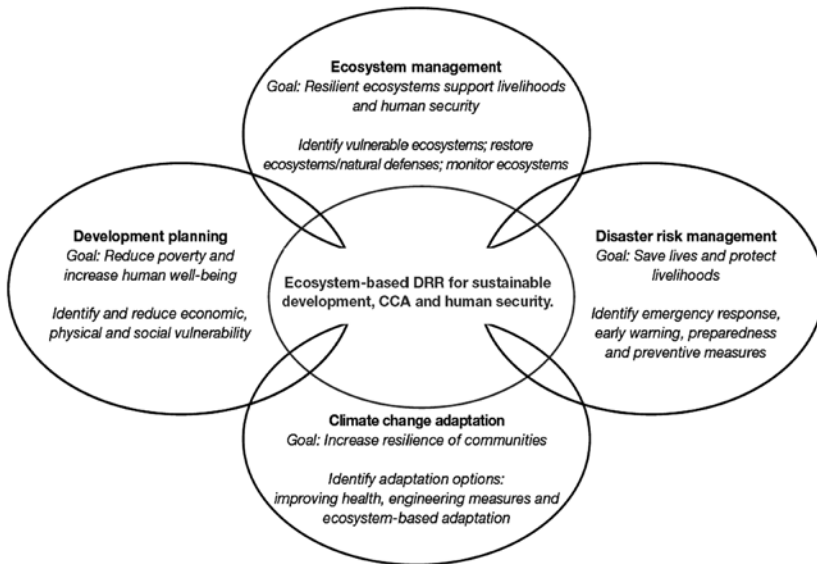 Ecosystem management
Goal: Resilient ecosystems support livelihoods
and human security
Identify vulnerable ecosystems; restore
ecosystems/natural defenses; monitor ecosystems
Development planning
Goal: Reduce poverty and
increase human well-being
Identify and reduce economic,
physical and social vulnerability
Ecosystem-based DRR for sustainable
development, CCA and human security.
Disaster risk management
Goal: Save lives and protect
livelihoods
Identify emergency response,
early warning, preparedness
and preventive measures
Climate change adaptation
Goal: Increase resilience of communities
Identify adaptation options:
improving health, engineering measures and
ecosystem-based adaptation